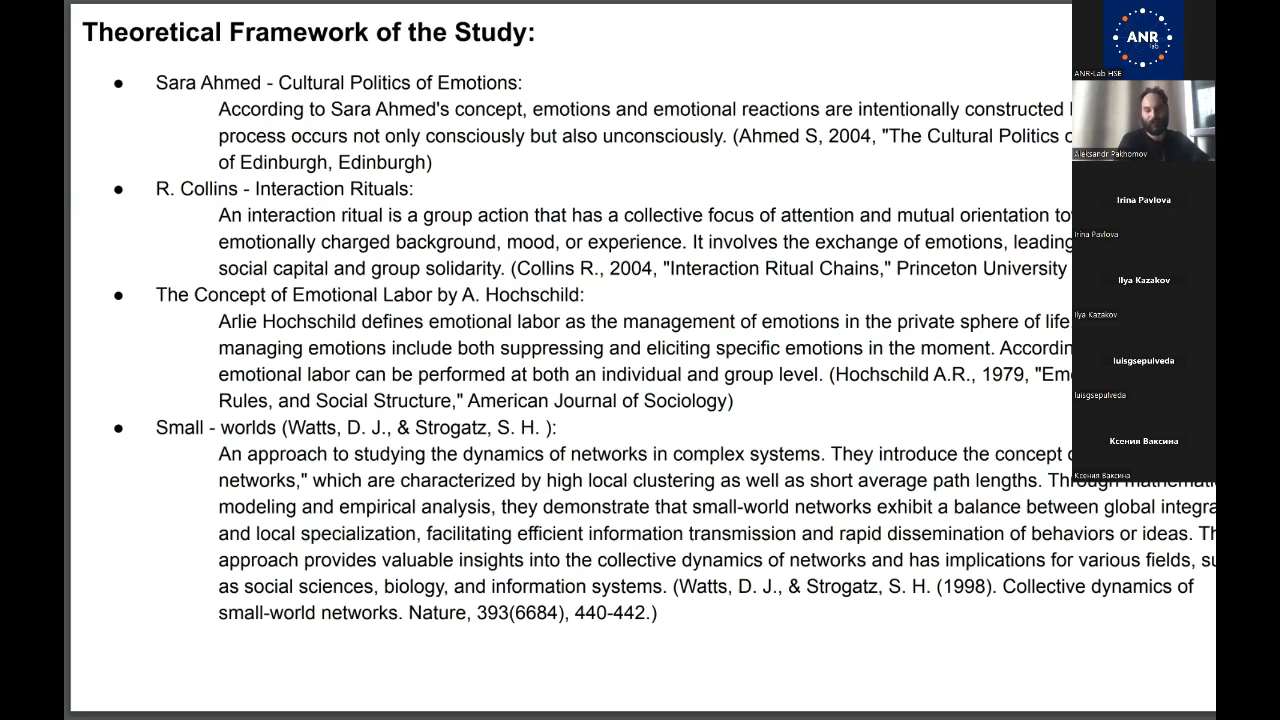 Theoretical Framework of the Study:
● Sara Ahmed - Cultural Politics of Emotions:
According to Sara Ahmed's concept, emotions and emotional reactions are intentionally constructed
process occurs not only consciously but also unconsciously. (Ahmed S, 2004, "The Cultural Politics
of Edinburgh, Edinburgh)
● R. Collins - Interaction Rituals:
An interaction ritual is a group action that has a collective focus of attention and mutual orientation
emotionally charged background, mood, or experience. It involves the exchange of emotions, leading
social capital and group solidarity. (Collins R., 2004, "Interaction Ritual Chains," Princeton University
● The Concept of Emotional Labor by A. Hochschild:
Arlie Hochschild defines emotional labor as the management of emotions in the private sphere of life.
managing emotions include both suppressing and eliciting specific emotions in the moment.
emotional labor can be performed at both an individual and group level. (Hochschild A.R., 1979,
Rules, and Social Structure," American Journal of Sociology)
● Small - worlds (Watts, D. J., & Strogatz, S. H. ):
An approach to studying the dynamics of networks in complex systems. They introduce the concept
networks," which are characterized by high local clustering as well as short average path lengths. Through
modeling and empirical analysis, they demonstrate that small-world networks exhibit a balance between global
and local specialization, facilitating efficient information transmission and rapid dissemination of behaviors or ideas.
approach provides valuable insights into the collective dynamics of networks and has implications for various fields,
as social sciences, biology, and information systems. (Watts, D. J., & Strogatz, S. H. (1998). Collective dynamics of
small-world networks. Nature, 393(6684), 440-442.)
ANR
lab
ANR-Lab HSE
Aleksandr Pakhomov
Irina Pavlova
Irina Pavlova
Ilya Kazakov
Ilya Kazakov
luisgsepulveda
luisgsepulveda
Ксения Ваксина
Ксения Ваксина